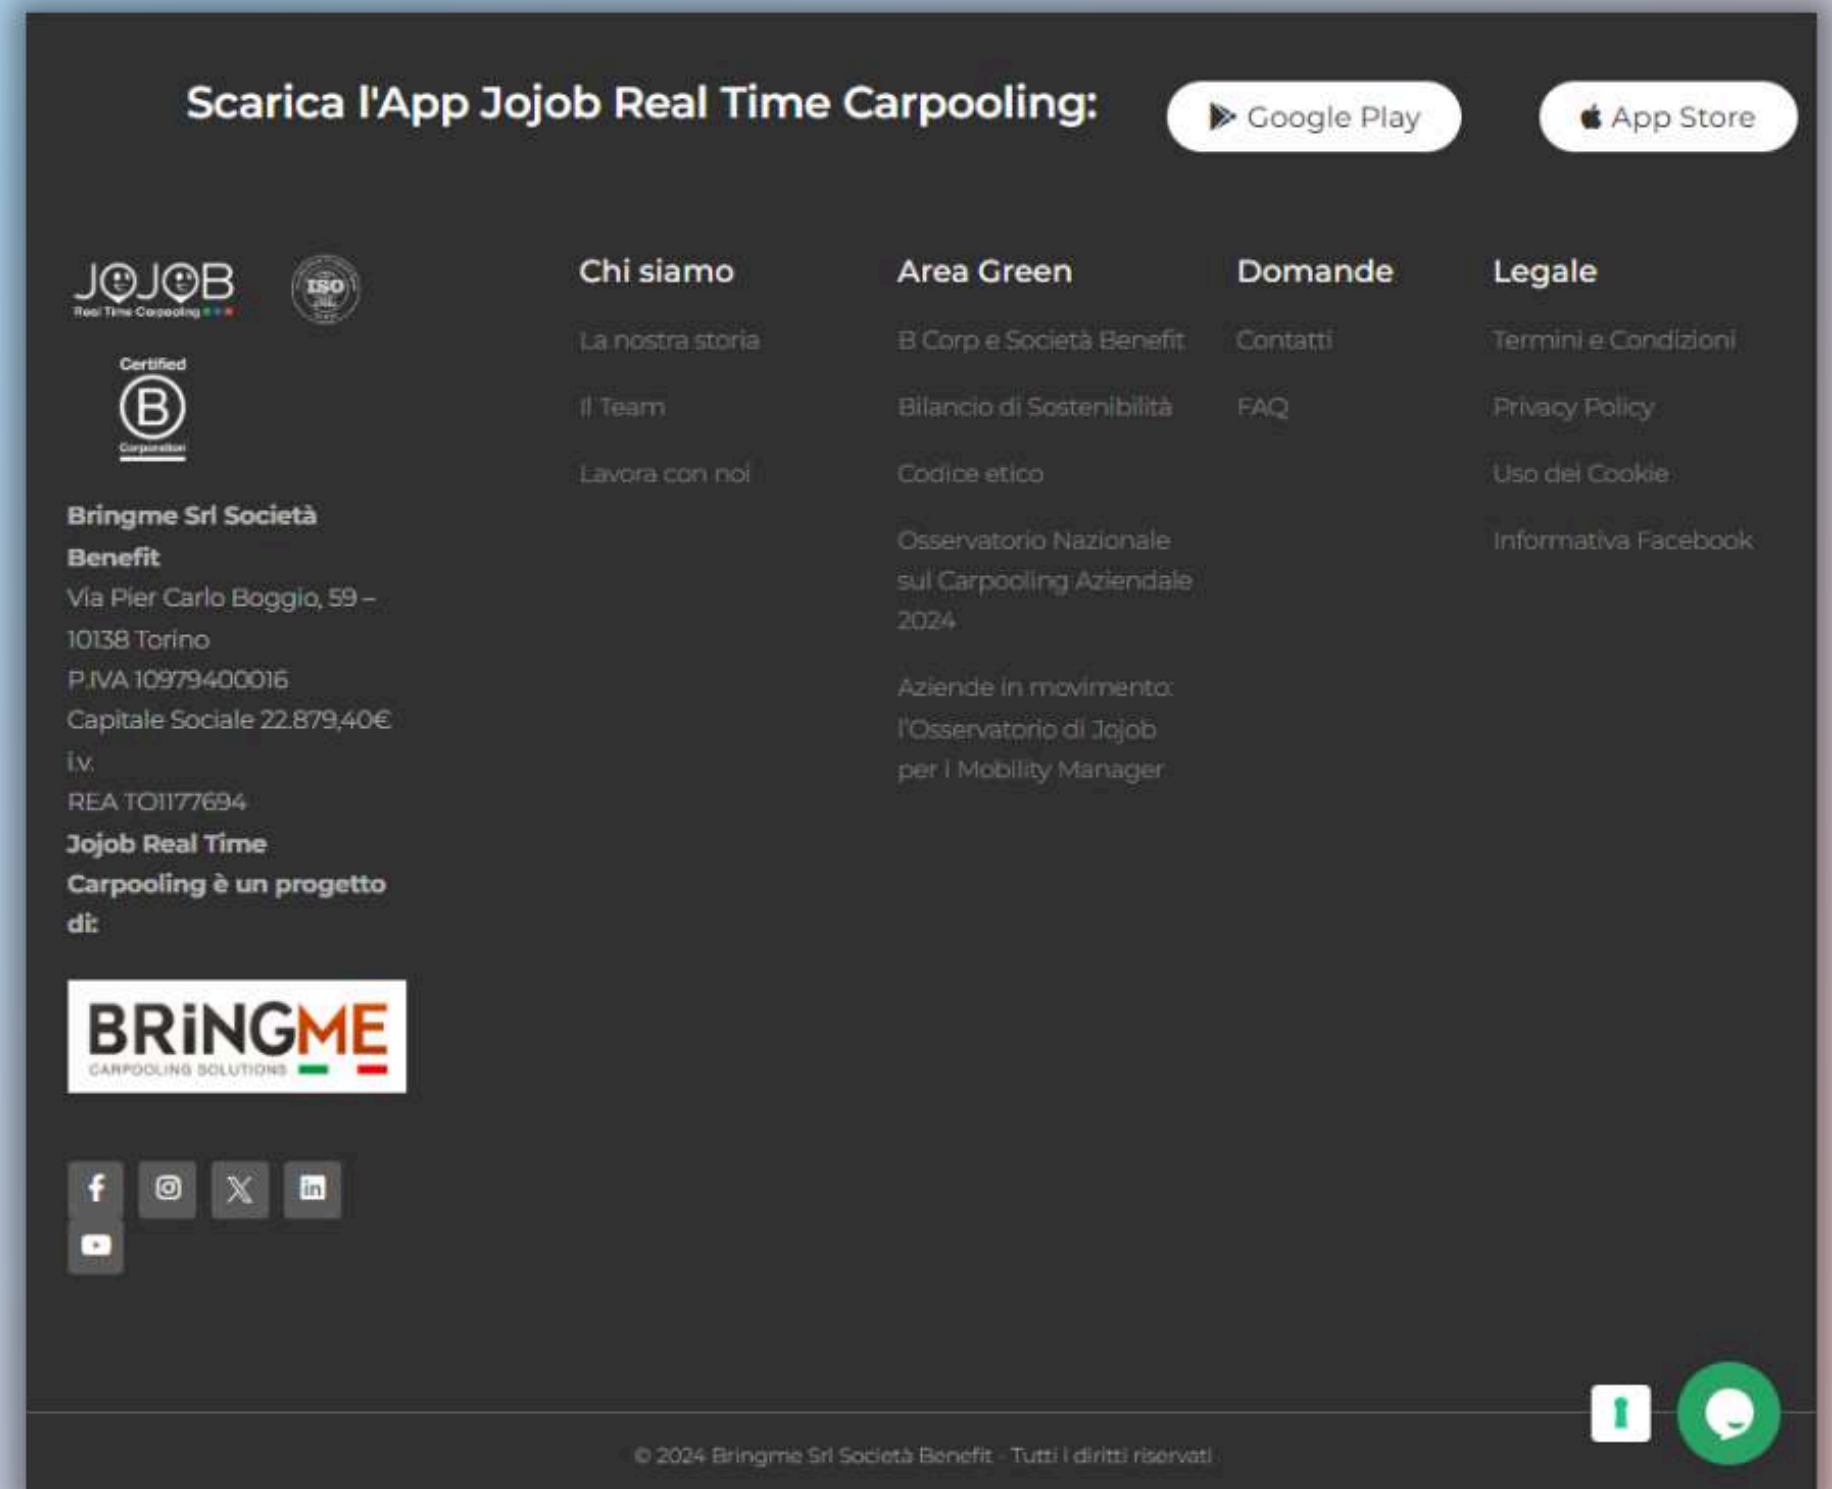 Scarica l'App Jojob Real Time Carpooling:
Google Play
App Store
JOJOB
Real Time Carpooling
ISO
Certified
B
Corporation
Bringme Srl Società
Benefit
Via Pier Carlo Boggio, 59 –
10138 Torino
P.IVA 10979400016
Capitale Sociale 22.879,40€
i.v.
REA TO1177694
Jojob Real Time
Carpooling è un progetto
di:
BRiNGME
CARPOOLING SOLUTIONS
Chi siamo
La nostra storia
Il Team
Lavora con noi
Area Green
B Corp e Società Benefit
Bilancio di Sostenibilità
Codice etico
Osservatorio Nazionale
sul Carpooling Aziendale
2024
Aziende in movimento:
l'Osservatorio di Jojob
per i Mobility Manager
Domande
Contatti
FAQ
Legale
Termini e Condizioni
Privacy Policy
Uso dei Cookie
Informativa Facebook
© 2024 Bringme Srl Società Benefit - Tutti i diritti riservati